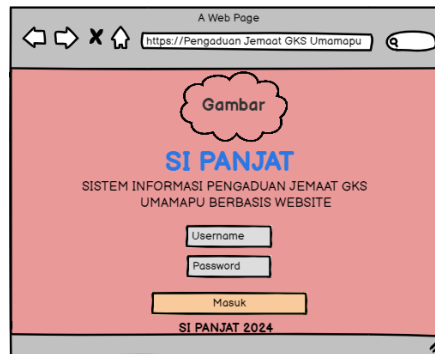 A Web Page
https://Pengaduan Jemaat GKS Umamapu
Gambar
SI PANJAT
SISTEM INFORMASI PENGADUAN JEMAAT GKS
UMAMAPU BERBASIS WEBSITE
Username
Password
Masuk
SI PANJAT 2024